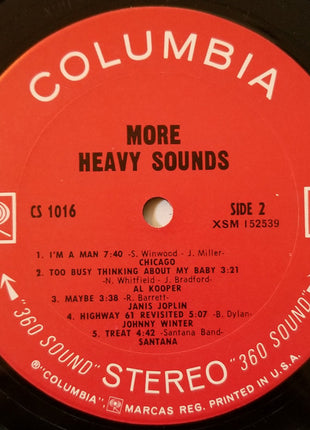 COLUMBIA
MORE
HEAVY SOUNDS
CS 1016
SIDE 2
XSM 152539
1. I'M A MAN 7:40 -S. Winwood - J. Miller-
CHICAGO
2. TOO BUSY THINKING ABOUT MY BABY 3:21
- N. Whitfield - J. Bradford-
AL KOOPER
3. MAYBE 3:38 -R. Barrett-
JANIS JOPLIN
4. HIGHWAY 61 REVISITED 5:07 -B. Dylan-
JOHNNY WINTER
5. TREAT 4:42 -Santana Band-
SANTANA
"360 SOUND" STEREO "360 SOUND"
® "COLUMBIA", MARCAS REG. PRINTED IN U.S.A.